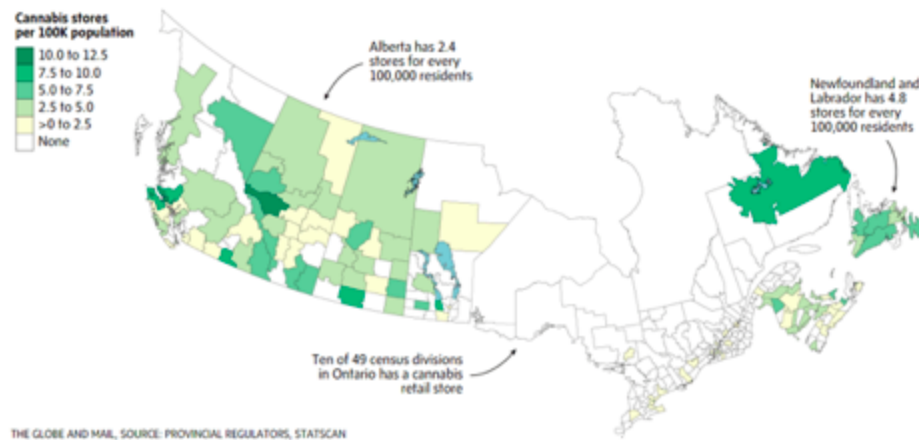 Cannabis stores
per 100K population
10.0 to 12.5
7.5 to 10.0
5.0 to 7.5
2.5 to 5.0
>0 to 2.5
None
Alberta has 2.4
stores for every
100,000 residents
Newfoundland and
Labrador has 4.8
stores for every
100,000 residents
Ten of 49 census divisions
in Ontario has a cannabis
retail store
THE GLOBE AND MAIL, SOURCE: PROVINCIAL REGULATORS, STATSCAN